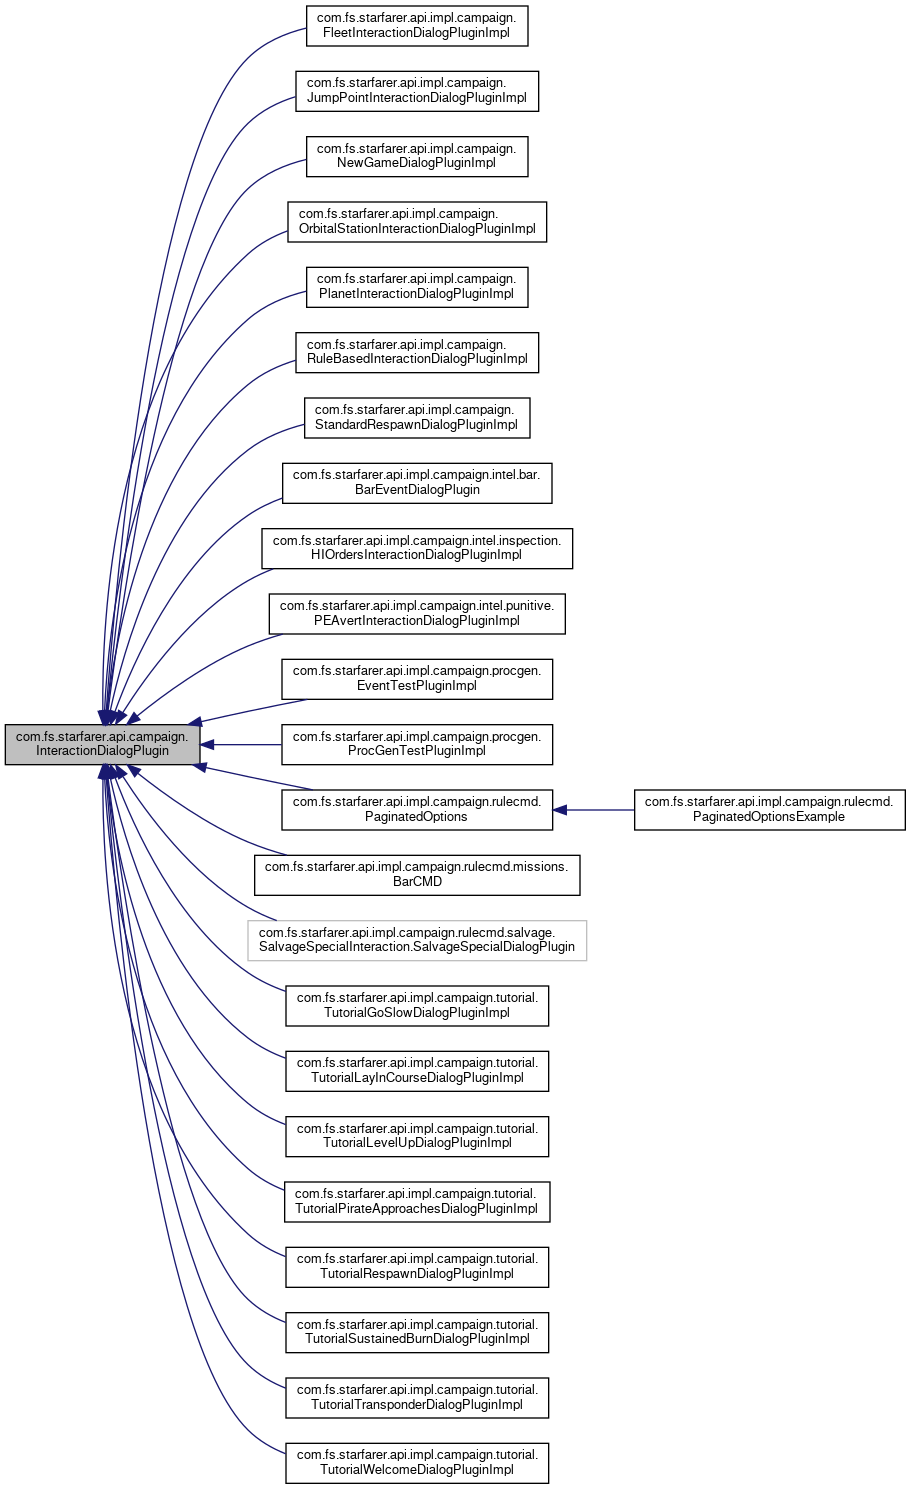 com.fs.starfarer.api.impl.campaign.
FleetInteractionDialogPluginImpl
com.fs.starfarer.api.impl.campaign.
JumpPointInteractionDialogPluginImpl
com.fs.starfarer.api.impl.campaign.
NewGameDialogPluginImpl
com.fs.starfarer.api.impl.campaign.
OrbitalStationInteractionDialogPluginImpl
com.fs.starfarer.api.impl.campaign.
PlanetInteractionDialogPluginImpl
com.fs.starfarer.api.impl.campaign.
RuleBasedInteractionDialogPluginImpl
com.fs.starfarer.api.impl.campaign.
StandardRespawnDialogPluginImpl
com.fs.starfarer.api.impl.campaign.intel.bar.
BarEventDialogPlugin
com.fs.starfarer.api.impl.campaign.intel.inspection.
HIOrdersInteractionDialogPluginImpl
com.fs.starfarer.api.impl.campaign.intel.punitive.
PEAvertInteractionDialogPluginImpl
com.fs.starfarer.api.impl.campaign.procgen.
EventTestPluginImpl
com.fs.starfarer.api.campaign.
InteractionDialogPlugin
com.fs.starfarer.api.impl.campaign.procgen.
ProcGenTestPluginImpl
com.fs.starfarer.api.impl.campaign.rulecmd.
PaginatedOptions
com.fs.starfarer.api.impl.campaign.rulecmd.
PaginatedOptionsExample
com.fs.starfarer.api.impl.campaign.rulecmd.missions.
BarCMD
com.fs.starfarer.api.impl.campaign.rulecmd.salvage.
SalvageSpecialInteraction.SalvageSpecialDialogPlugin
com.fs.starfarer.api.impl.campaign.tutorial.
TutorialGoSlowDialogPluginImpl
com.fs.starfarer.api.impl.campaign.tutorial.
TutorialLayInCourseDialogPluginImpl
com.fs.starfarer.api.impl.campaign.tutorial.
TutorialLevelUpDialogPluginImpl
com.fs.starfarer.api.impl.campaign.tutorial.
TutorialPirateApproachesDialogPluginImpl
com.fs.starfarer.api.impl.campaign.tutorial.
TutorialRespawnDialogPluginImpl
com.fs.starfarer.api.impl.campaign.tutorial.
TutorialSustainedBurnDialogPluginImpl
com.fs.starfarer.api.impl.campaign.tutorial.
TutorialTransponderDialogPluginImpl
com.fs.starfarer.api.impl.campaign.tutorial.
TutorialWelcomeDialogPluginImpl